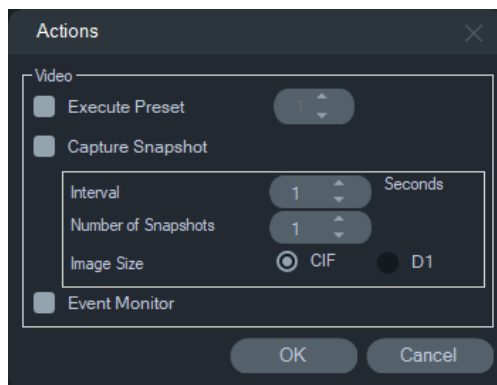 Actions
Video
Execute Preset 1
Capture Snapshot
Interval 1 Seconds
Number of Snapshots 1
Image Size CIF D1
Event Monitor
OK Cancel